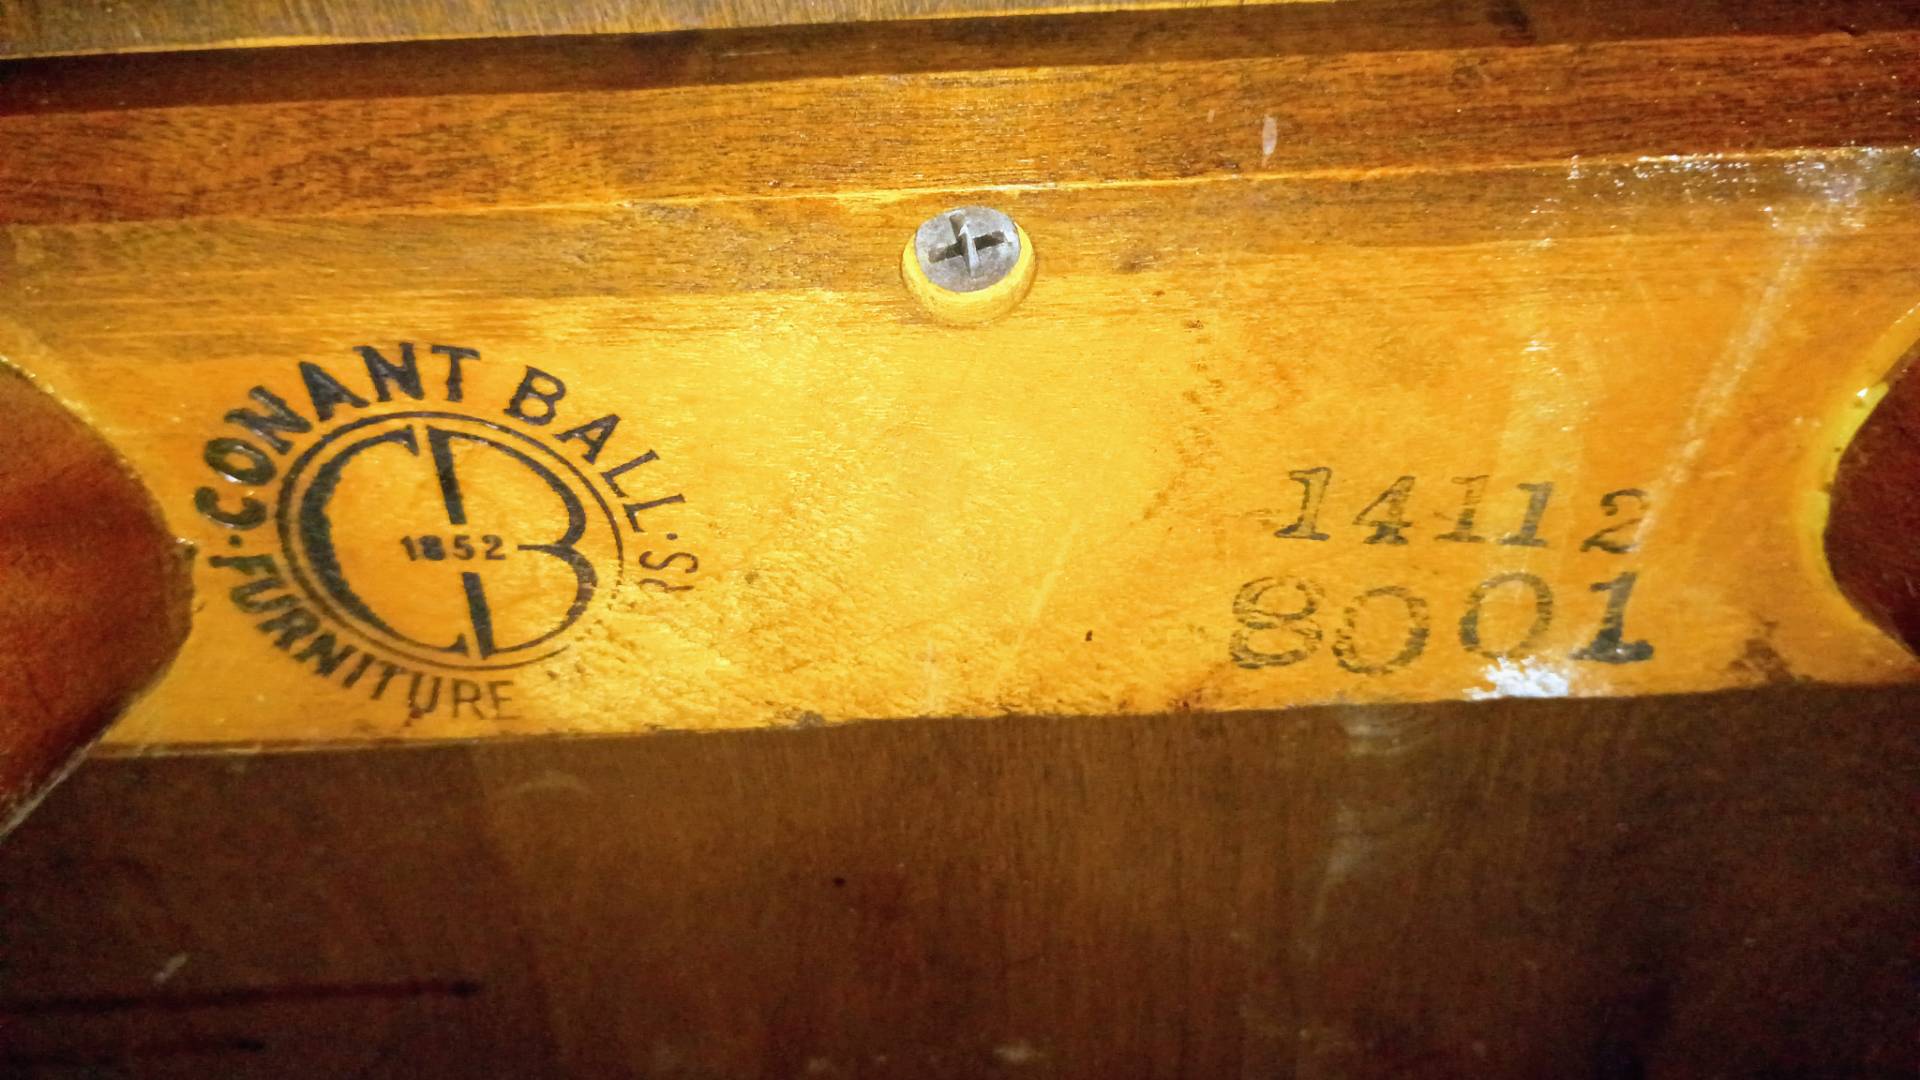 CONANT BALL
CB
1852
FURNITURE
14112
8001